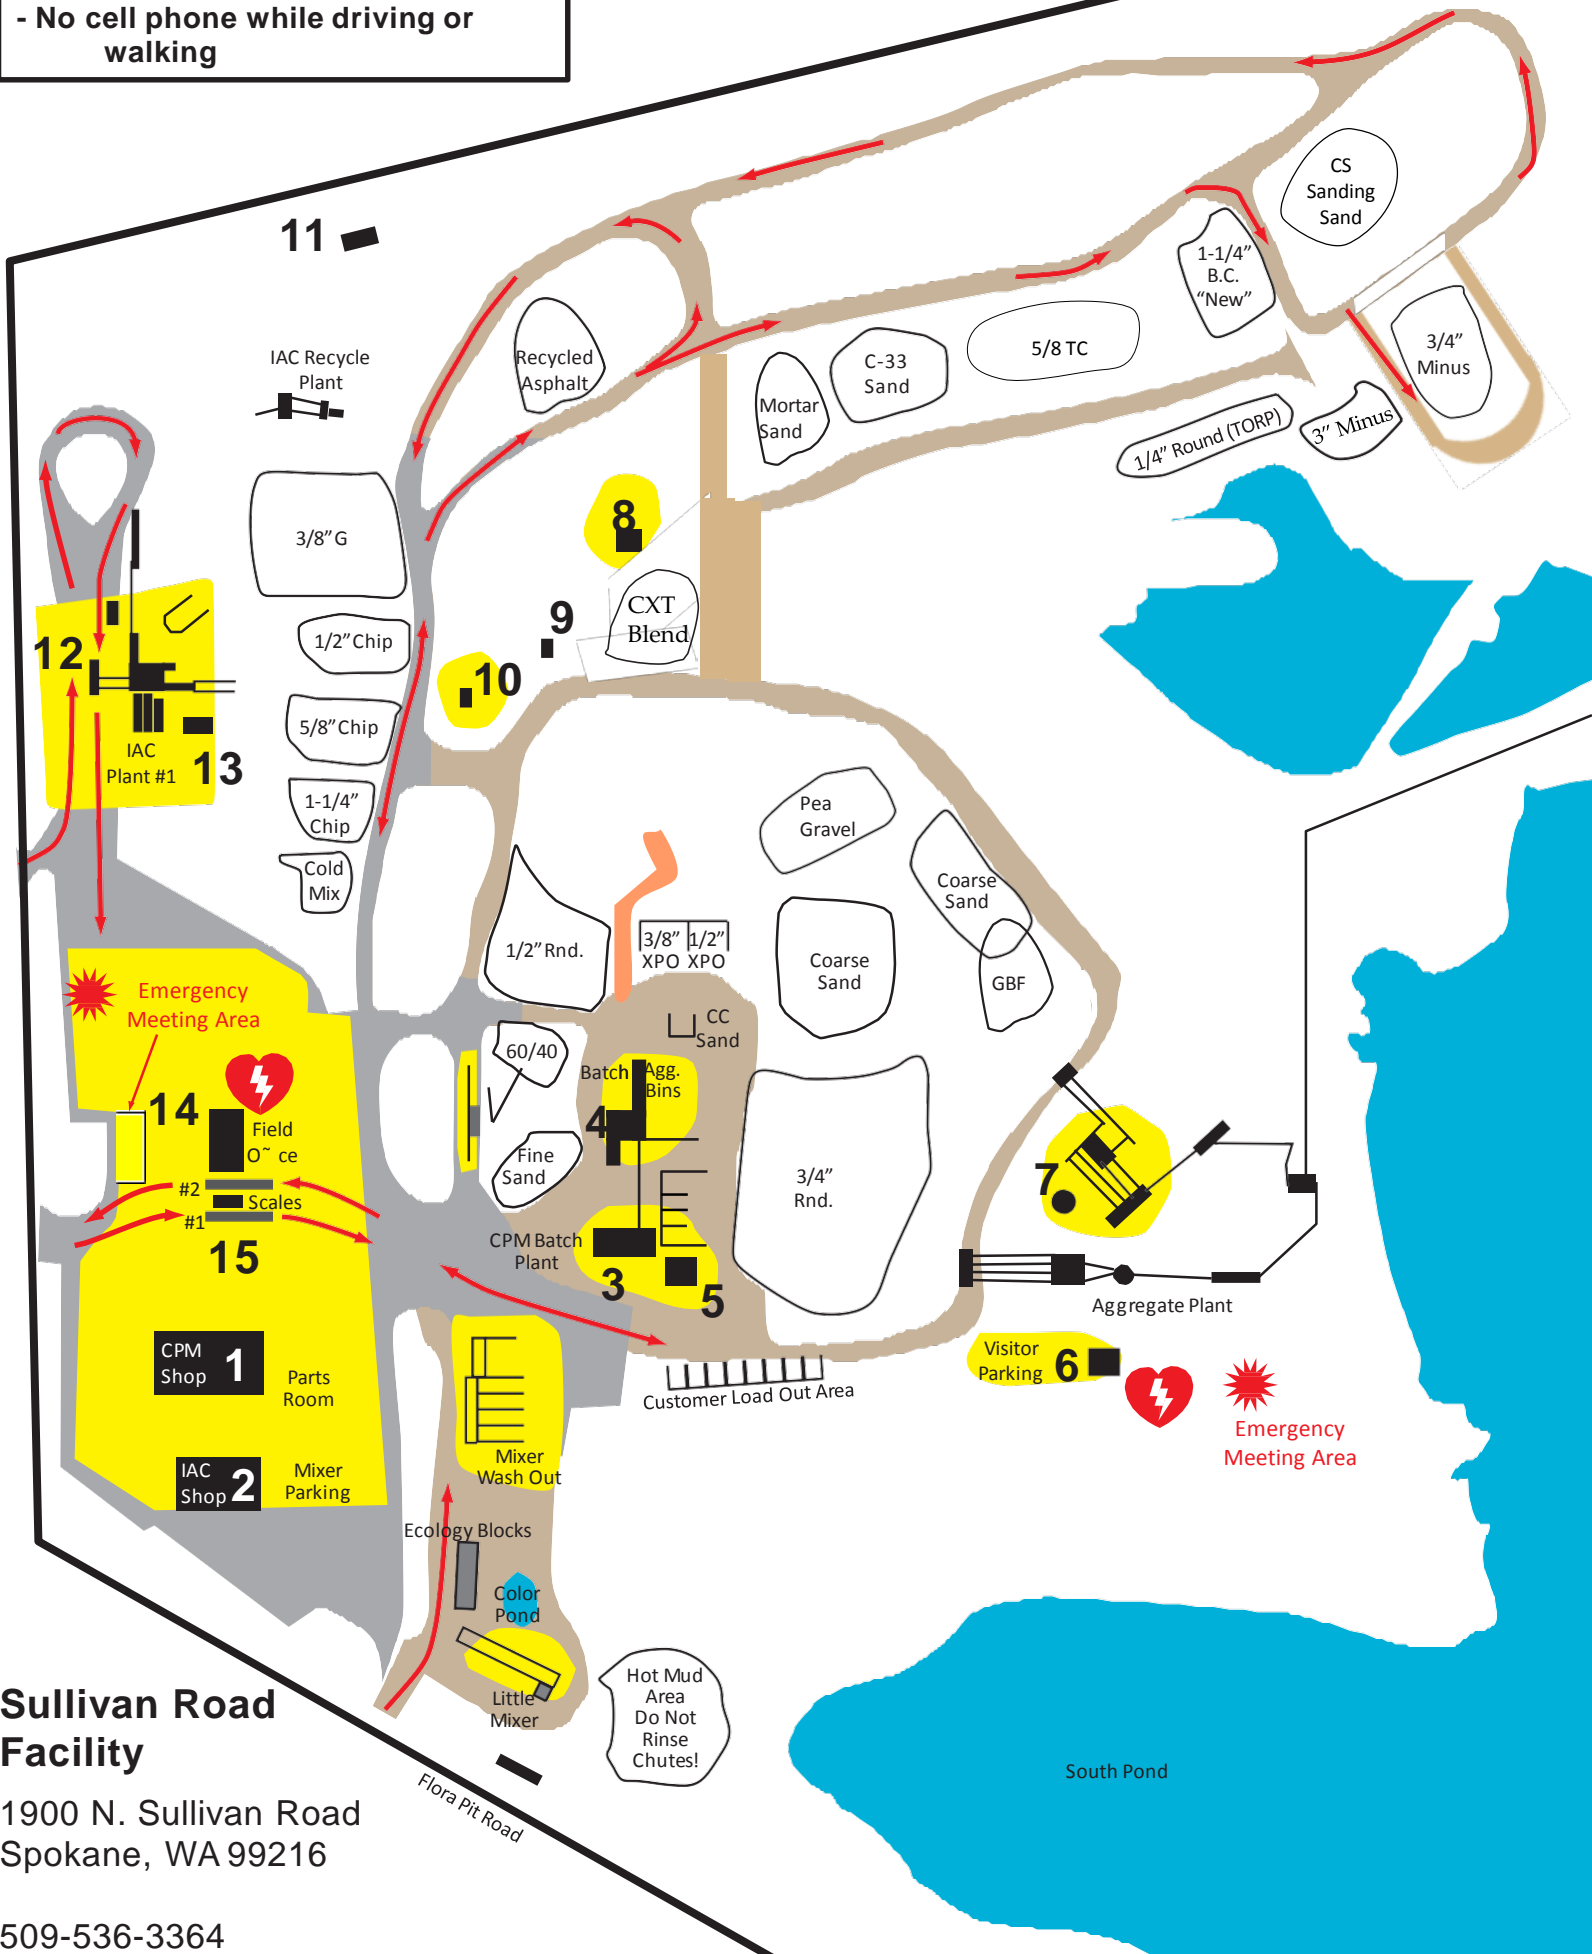 - No cell phone while driving or
walking
11
CS
Sanding
Sand
1-1/4”
B.C.
“New”
3/4”
Minus
5/8 TC
C-33
Sand
Mortar
Sand
Recycled
Asphalt
IAC Recycle
Plant
1/4” Round (TORP)
3” Minus
3/8” G
8
9
CXT
Blend
1/2” Chip
10
12
5/8” Chip
IAC
Plant #1
13
1-1/4”
Chip
Cold
Mix
Pea
Gravel
Coarse
Sand
1/2” Rnd.
3/8”
XPO
1/2”
XPO
Coarse
Sand
GBF
Emergency
Meeting Area
CC
Sand
60/40
Batch
Agg.
Bins
4
14
Field
O˜ ce
Fine
Sand
#2
Scales
#1
15
3/4”
Rnd.
7
CPM Batch
Plant
3
5
Aggregate Plant
CPM
Shop
1
Parts
Room
Visitor
Parking
6
Customer Load Out Area
Emergency
Meeting Area
Mixer
Wash Out
IAC
Shop
2
Mixer
Parking
Ecology Blocks
Color
Pond
Little
Mixer
Hot Mud
Area
Do Not
Rinse
Chutes!
Flora Pit Road
South Pond
Sullivan Road
Facility
1900 N. Sullivan Road
Spokane, WA 99216
509-536-3364